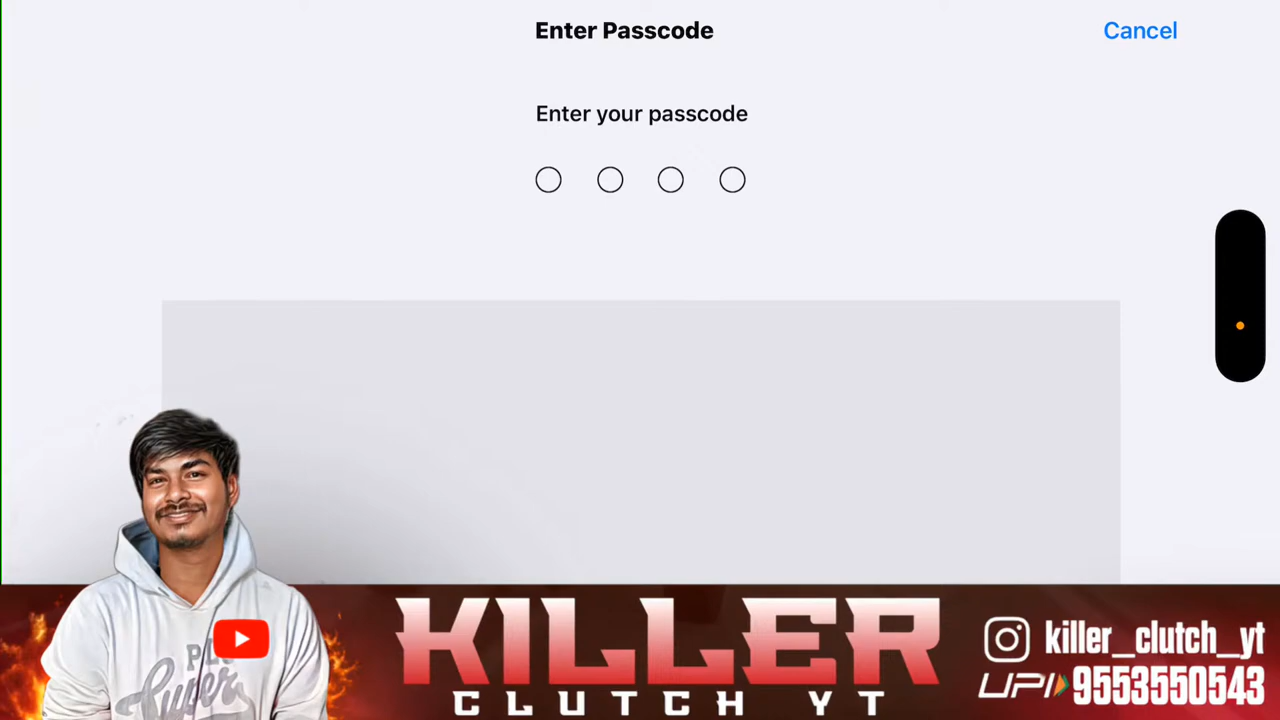 Enter Passcode
Cancel
Enter your passcode
KILLER
CLUTCH YT
killer_clutch_yt
UPI 9553550543